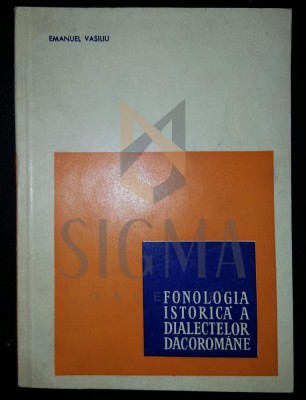 EMANUEL VASILIU
SIGMA
FONOLOGIA
ISTORICĂ A
DIALECTELOR
DACOROMÂNE